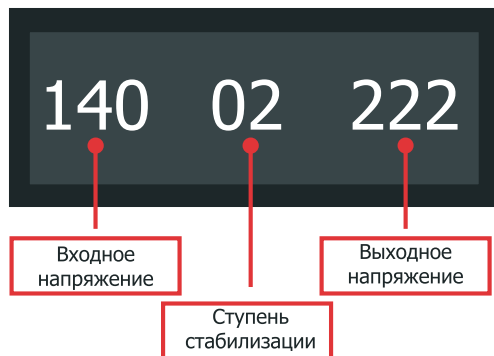 140 02 222
Входное
напряжение
Выходное
напряжение
Ступень
стабилизации